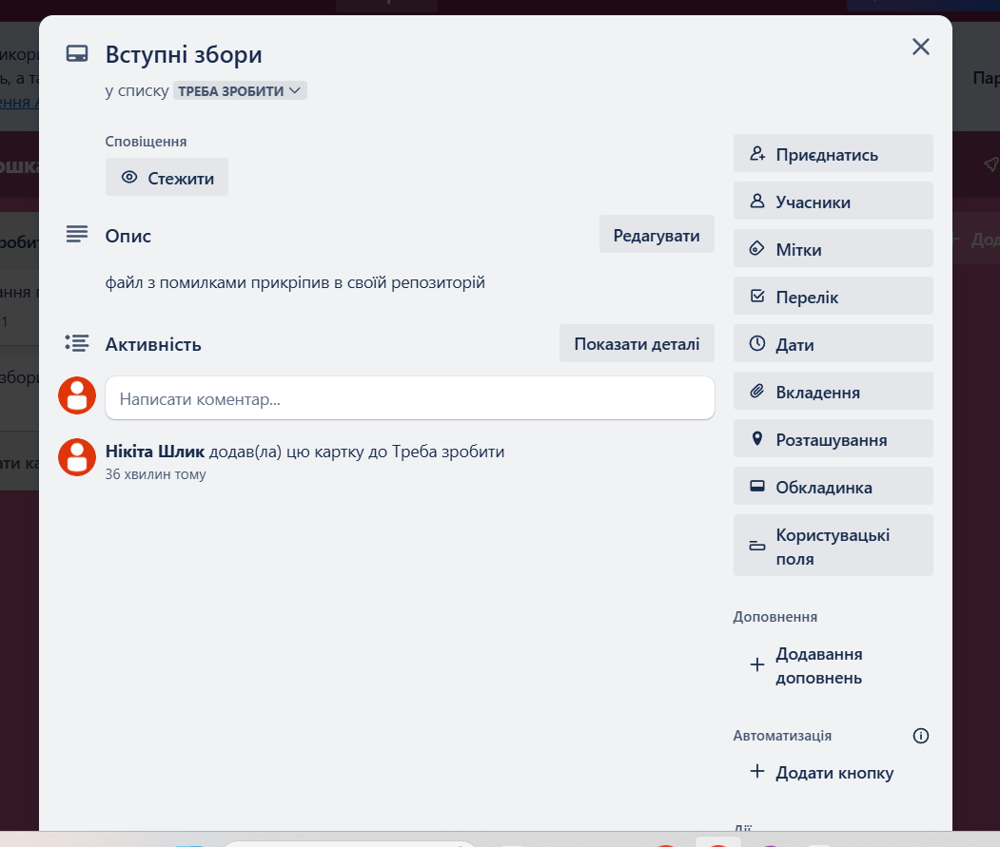 Вступні збори
у списку ТРЕБА ЗРОБИТИ
Сповіщення
Стежити
Опис
Редагувати
файл з помилками прикріпив в своїй репозиторій
Активність
Показати деталі
Написати коментар...
Нікіта Шлик додав(ла) цю картку до Треба зробити
36 хвилин тому
Приєднатись
Учасники
Мітки
Перелік
Дати
Вкладення
Розташування
Обкладинка
Користувацькі
поля
Доповнення
Додавання
доповнень
Автоматизація
Додати кнопку
Дії